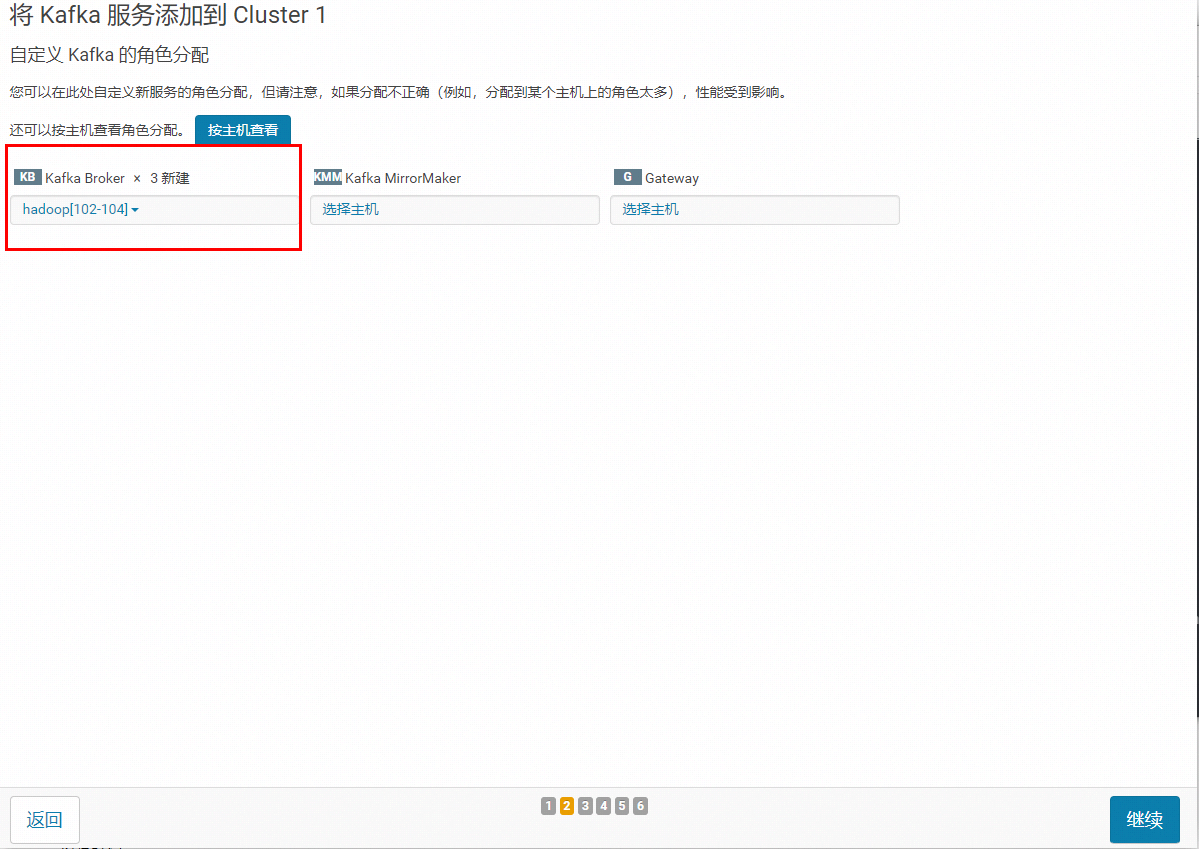 将 Kafka 服务添加到 Cluster 1
自定义 Kafka 的角色分配
您可以在此处自定义新服务的角色分配，但请注意，如果分配不正确（例如，分配到某个主机上的角色太多），性能受到影响。
还可以按主机查看角色分配。 按主机查看
KB Kafka Broker × 3 新建 KMM Kafka MirrorMaker G Gateway
hadoop[102-104] 选择主机 选择主机
1 2 3 4 5 6
返回 继续